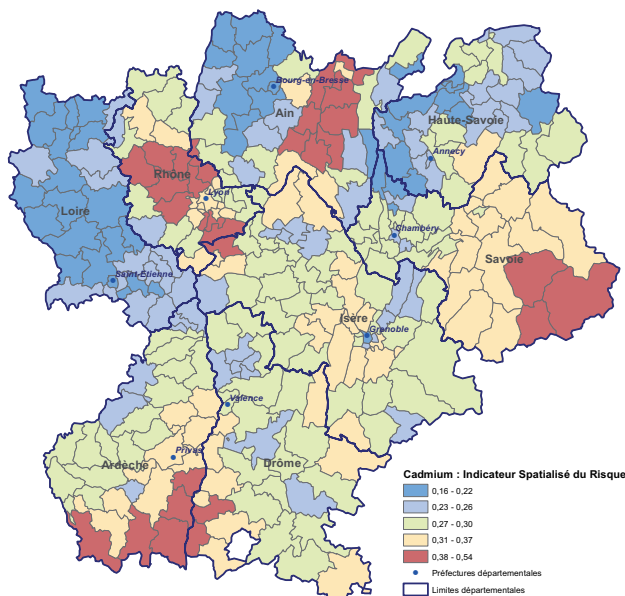 Bourg-en-Bresse
Ain
Haute-Savoie
Annecy
Rhône
Lyon
Loire
Chambéry
Savoie
Saint-Etienne
Isère
Grenoble
Valence
Privas
Ardèche
Drôme
Cadmium : Indicateur Spatialisé du Risque
0,16 - 0,22
0,23 - 0,26
0,27 - 0,30
0,31 - 0,37
0,38 - 0,54
Préfectures départementales
Limites départementales